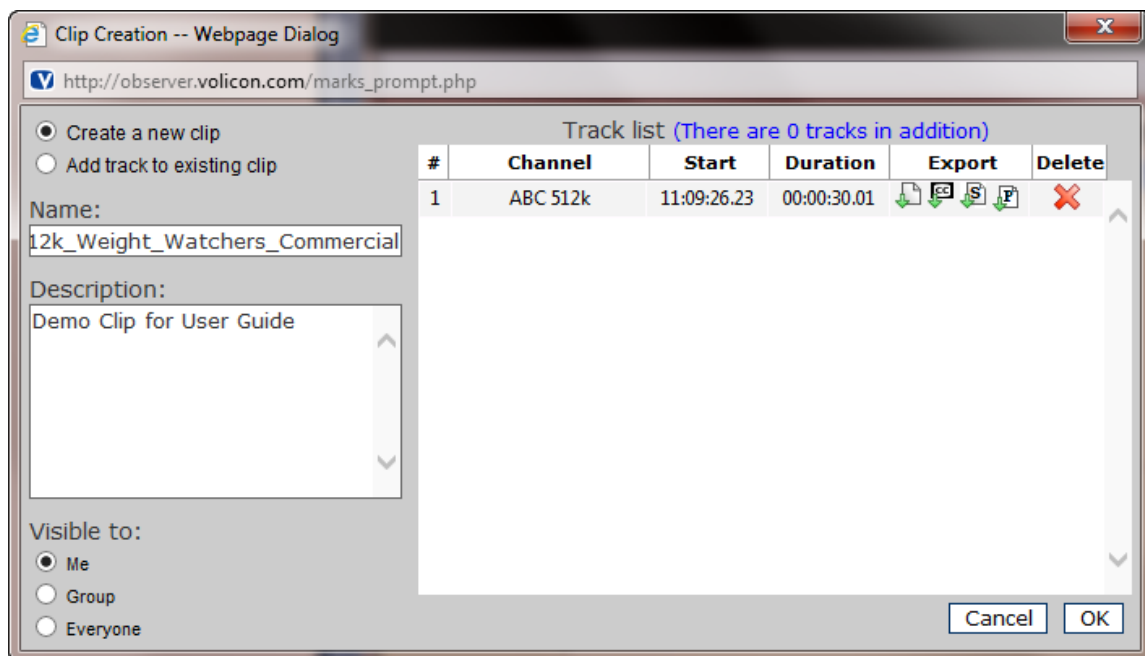 Clip Creation -- Webpage Dialog
http://observer.volicon.com/marks_prompt.php
Create a new clip
Add track to existing clip
Name:
12k_Weight_Watchers_Commercial
Description:
Demo Clip for User Guide
Visible to:
Me
Group
Everyone
Track list (There are 0 tracks in addition)
# Channel Start Duration Export Delete
1 ABC 512k 11:09:26.23 00:00:30.01 CC S P
Cancel OK